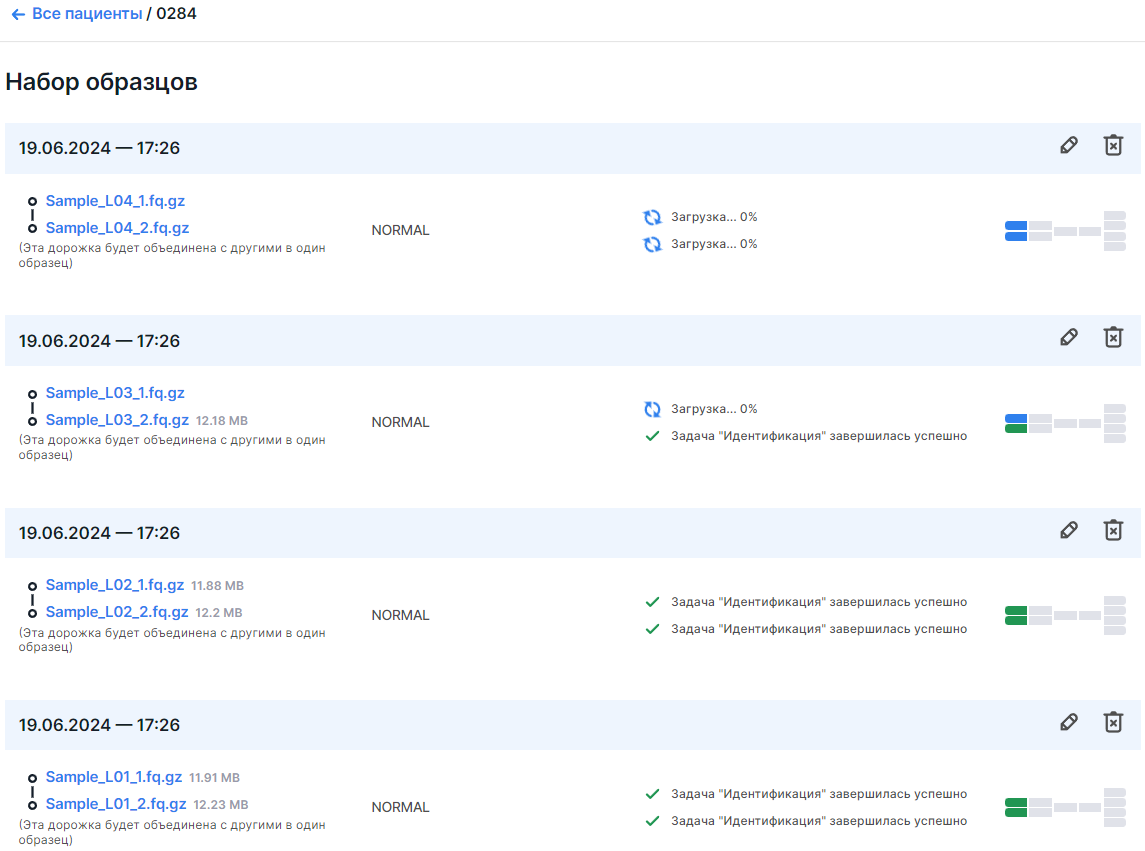 ← Все пациенты / 0284
Набор образцов
19.06.2024 — 17:26
Sample_L04_1.fq.gz
Sample_L04_2.fq.gz
(Эта дорожка будет объединена с другими в один
образец)
NORMAL
Загрузка... 0%
Загрузка... 0%
19.06.2024 — 17:26
Sample_L03_1.fq.gz
Sample_L03_2.fq.gz 12.18 MB
(Эта дорожка будет объединена с другими в один
образец)
NORMAL
Загрузка... 0%
Задача "Идентификация" завершилась успешно
19.06.2024 — 17:26
Sample_L02_1.fq.gz 11.88 MB
Sample_L02_2.fq.gz 12.2 MB
(Эта дорожка будет объединена с другими в один
образец)
NORMAL
Задача "Идентификация" завершилась успешно
Задача "Идентификация" завершилась успешно
19.06.2024 — 17:26
Sample_L01_1.fq.gz 11.91 MB
Sample_L01_2.fq.gz 12.23 MB
(Эта дорожка будет объединена с другими в один
образец)
NORMAL
Задача "Идентификация" завершилась успешно
Задача "Идентификация" завершилась успешно